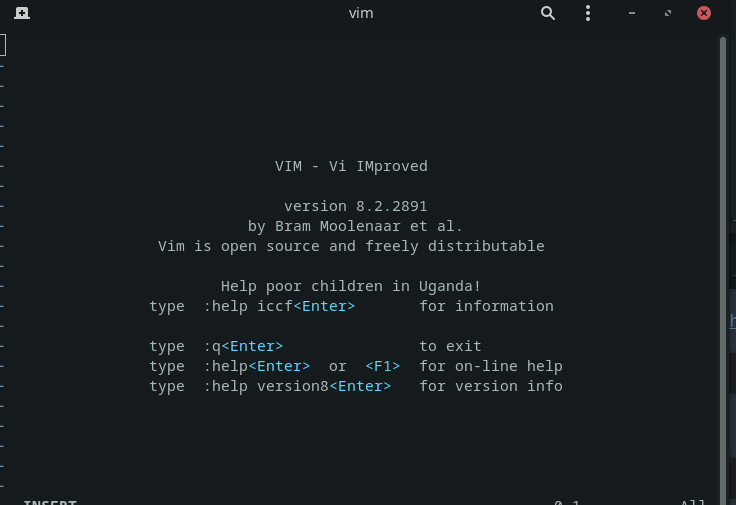 vim
VIM - Vi IMproved
version 8.2.2891
by Bram Moolenaar et al.
Vim is open source and freely distributable
Help poor children in Uganda!
type :help iccf<Enter> for information
type :q<Enter> to exit
type :help<Enter> or <F1> for on-line help
type :help version8<Enter> for version info
INSERT 0-1 All